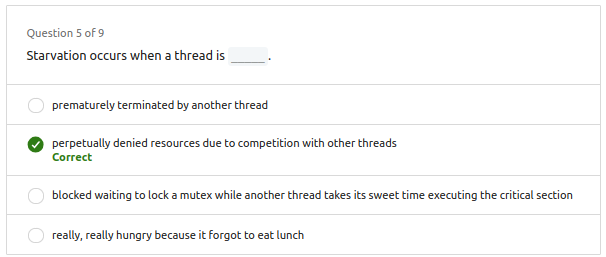 Question 5 of 9
Starvation occurs when a thread is _____.
prematurely terminated by another thread
perpetually denied resources due to competition with other threads
Correct
blocked waiting to lock a mutex while another thread takes its sweet time executing the critical section
really, really hungry because it forgot to eat lunch